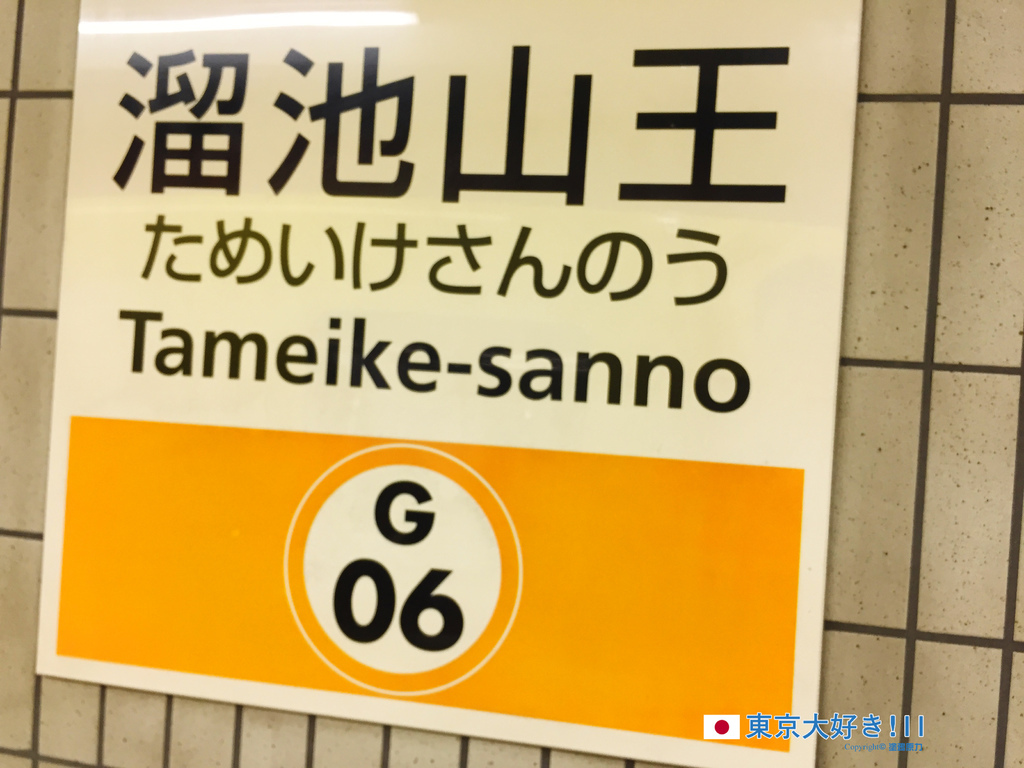 溜池山王
ためいけさんのう
Tameike-sanno
G
06
東京大好き!!!
Copyright©